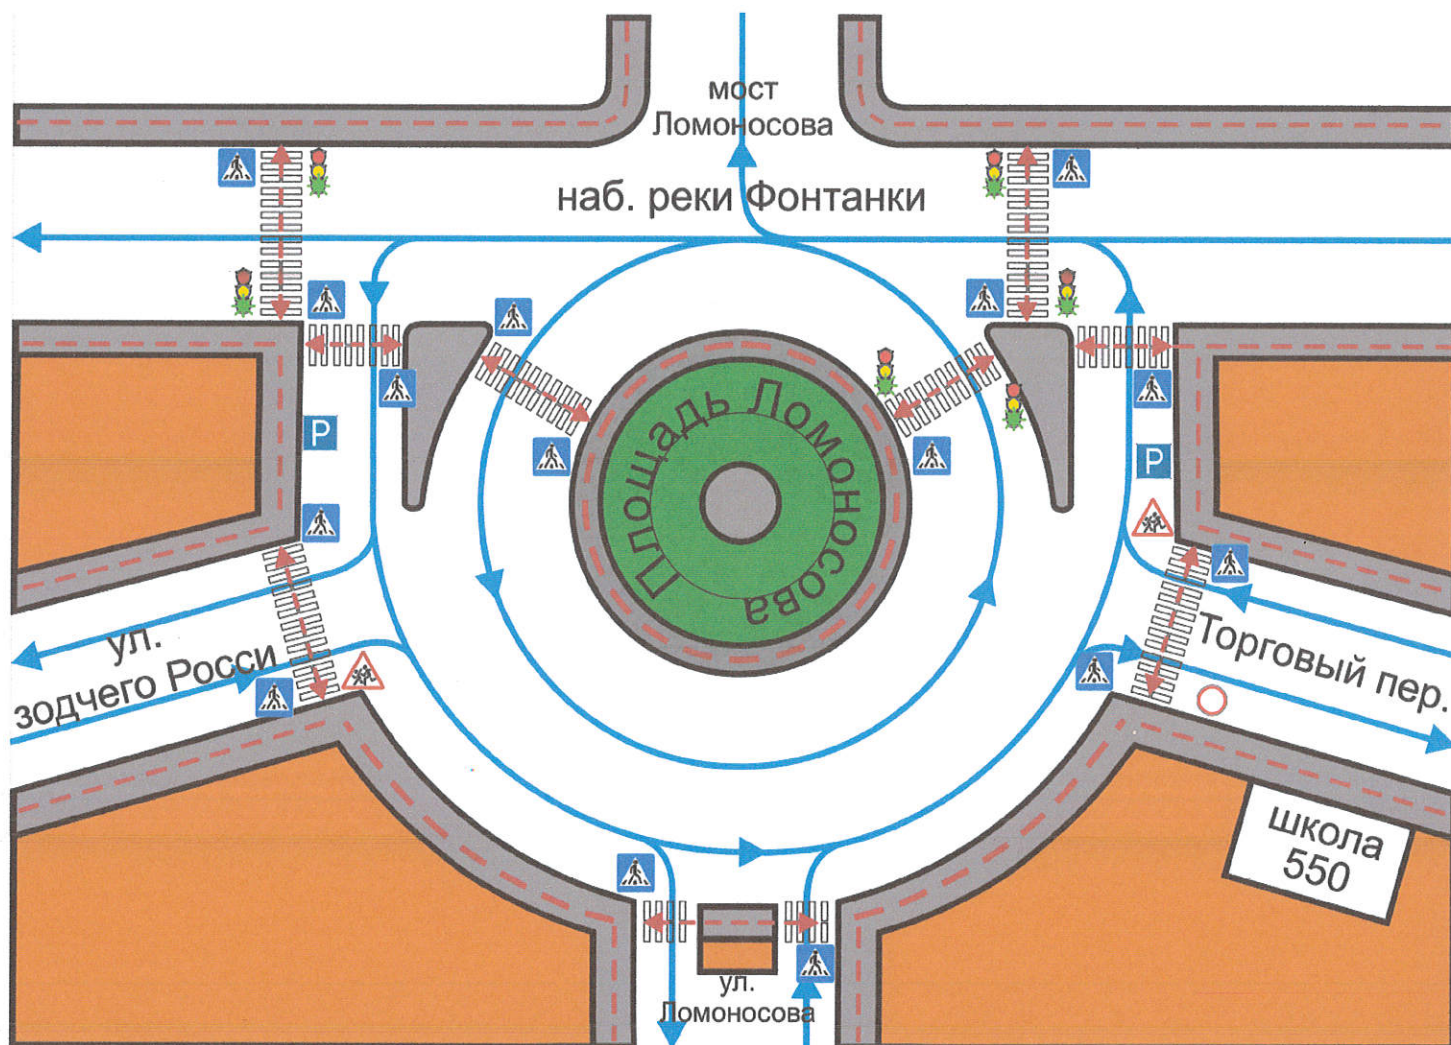 мост
Ломоносова
наб. реки Фонтанки
Площадь Ломоносова
P
P
ул.
зодчего Росси
Торговый пер.
школа
550
ул.
Ломоносова